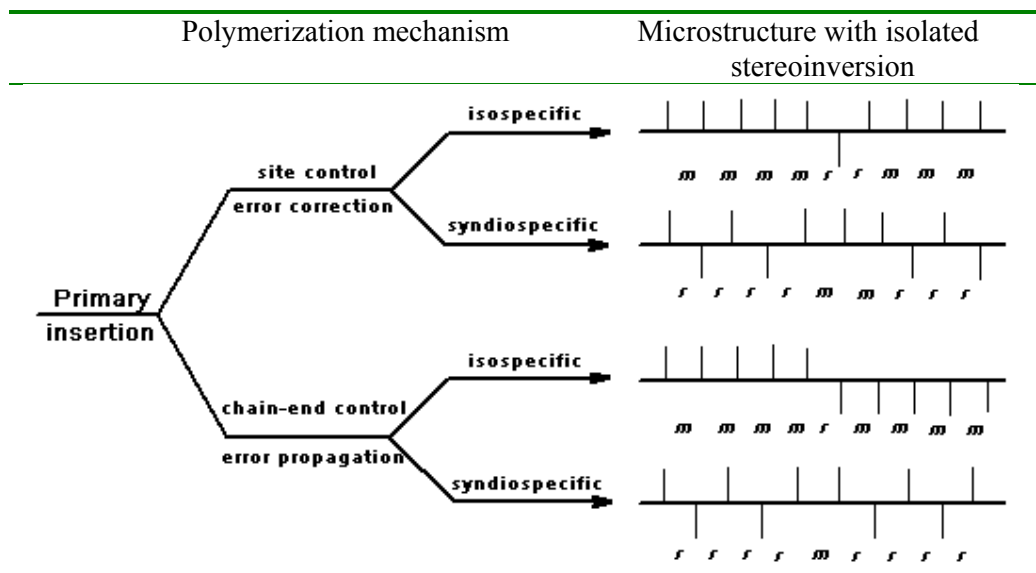 Polymerization mechanism
Microstructure with isolated
stereoinversion
isospecific
m m m m r r m m m
site control
error correction
syndiospecific
r r r r m m r r r
Primary
insertion
isospecific
m m m m r m m m m
chain-end control
error propagation
syndiospecific
r r r r m r r r r